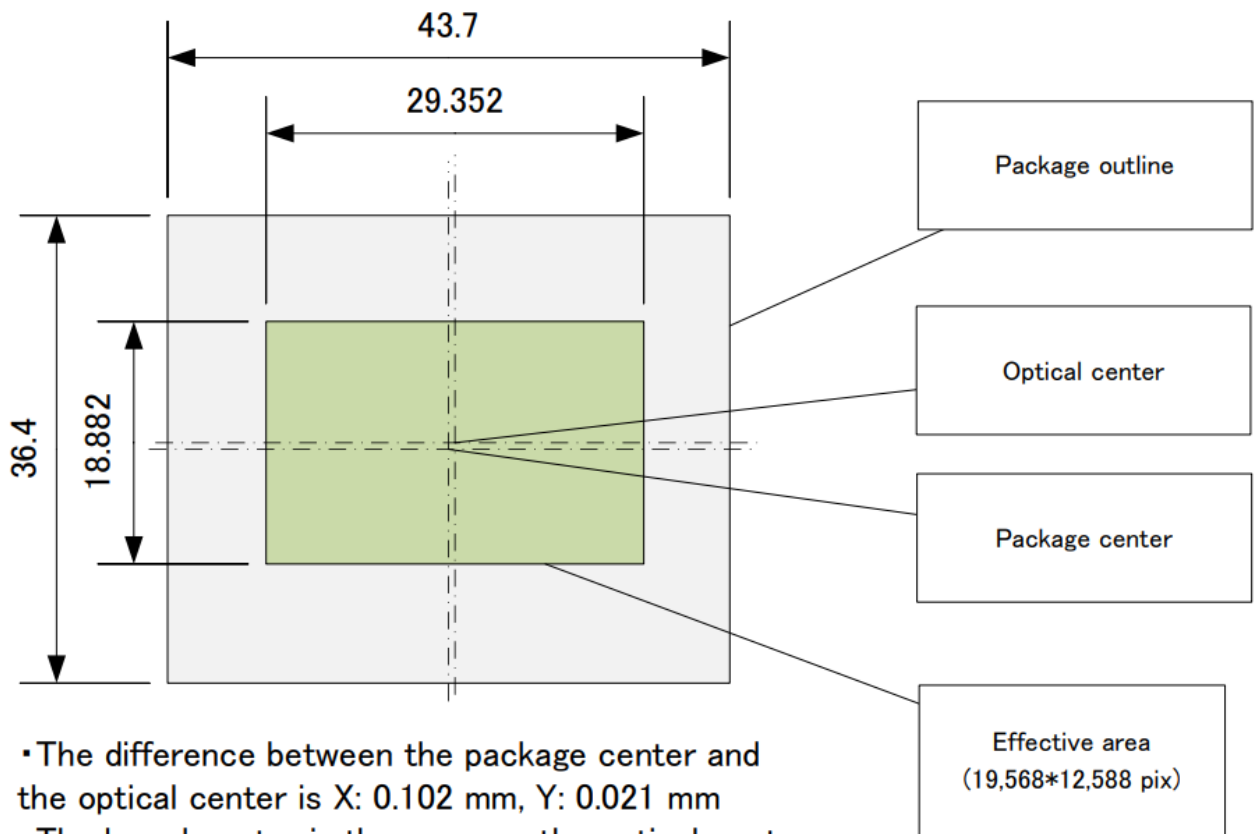 43.7
29.352
Package outline
Optical center
36.4
18.882
Package center
Effective area
(19,568*12,588 pix)
・The difference between the package center and
the optical center is X: 0.102 mm, Y: 0.021 mm